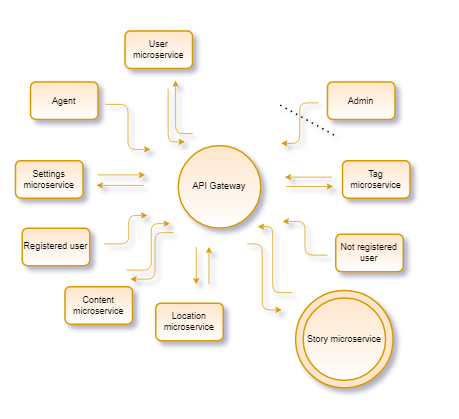 User
microservice
Agent
Admin
Settings
microservice
API Gateway
Tag
microservice
Registered user
Not registered
user
Content
microservice
Location
microservice
Story microservice